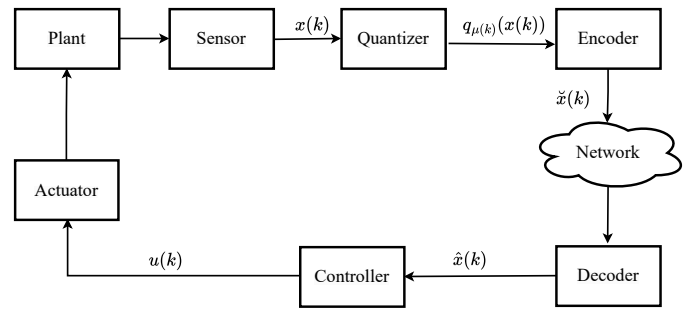 Plant
Sensor
x(k)
Quantizer
q_{μ(k)}(x(k))
Encoder
x̆(k)
Network
Actuator
u(k)
Controller
x̂(k)
Decoder